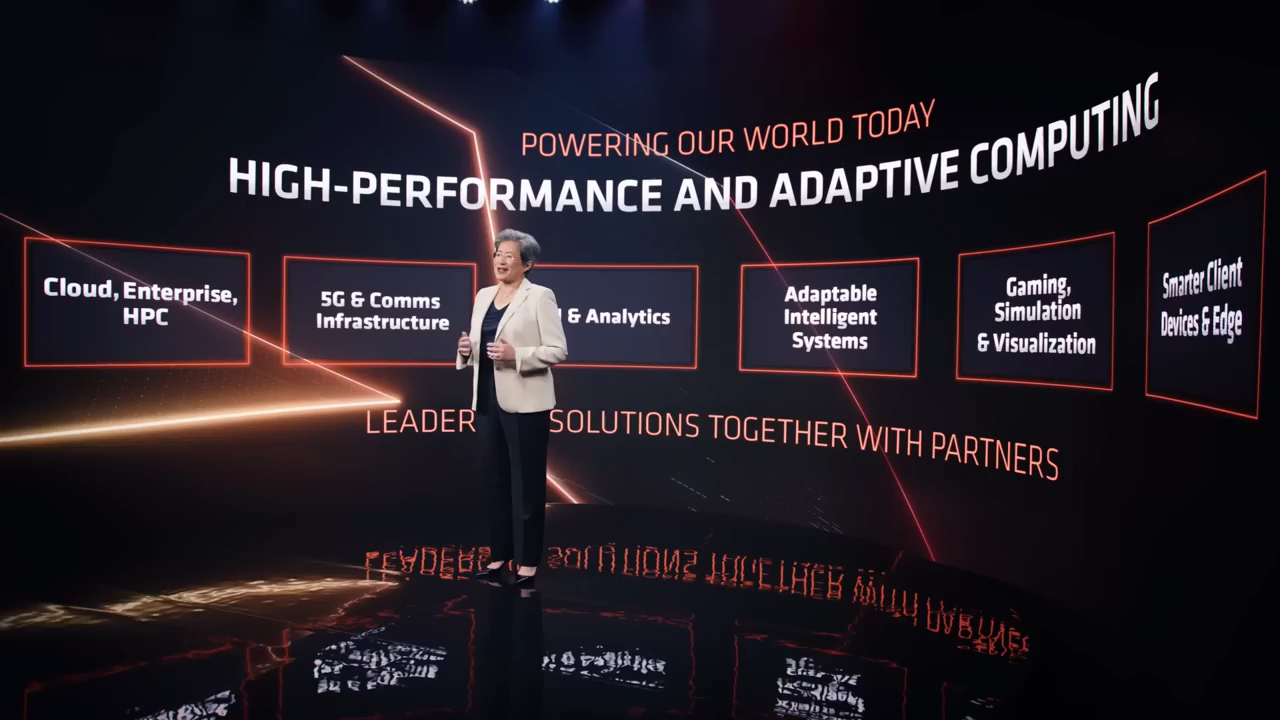 POWERING OUR WORLD TODAY
HIGH-PERFORMANCE AND ADAPTIVE COMPUTING
Cloud, Enterprise,
HPC
5G & Comms
Infrastructure
& Analytics
Adaptable
Intelligent
Systems
Gaming,
Simulation
& Visualization
Smarter Client
Devices & Edge
SOLUTIONS TOGETHER WITH PARTNERS